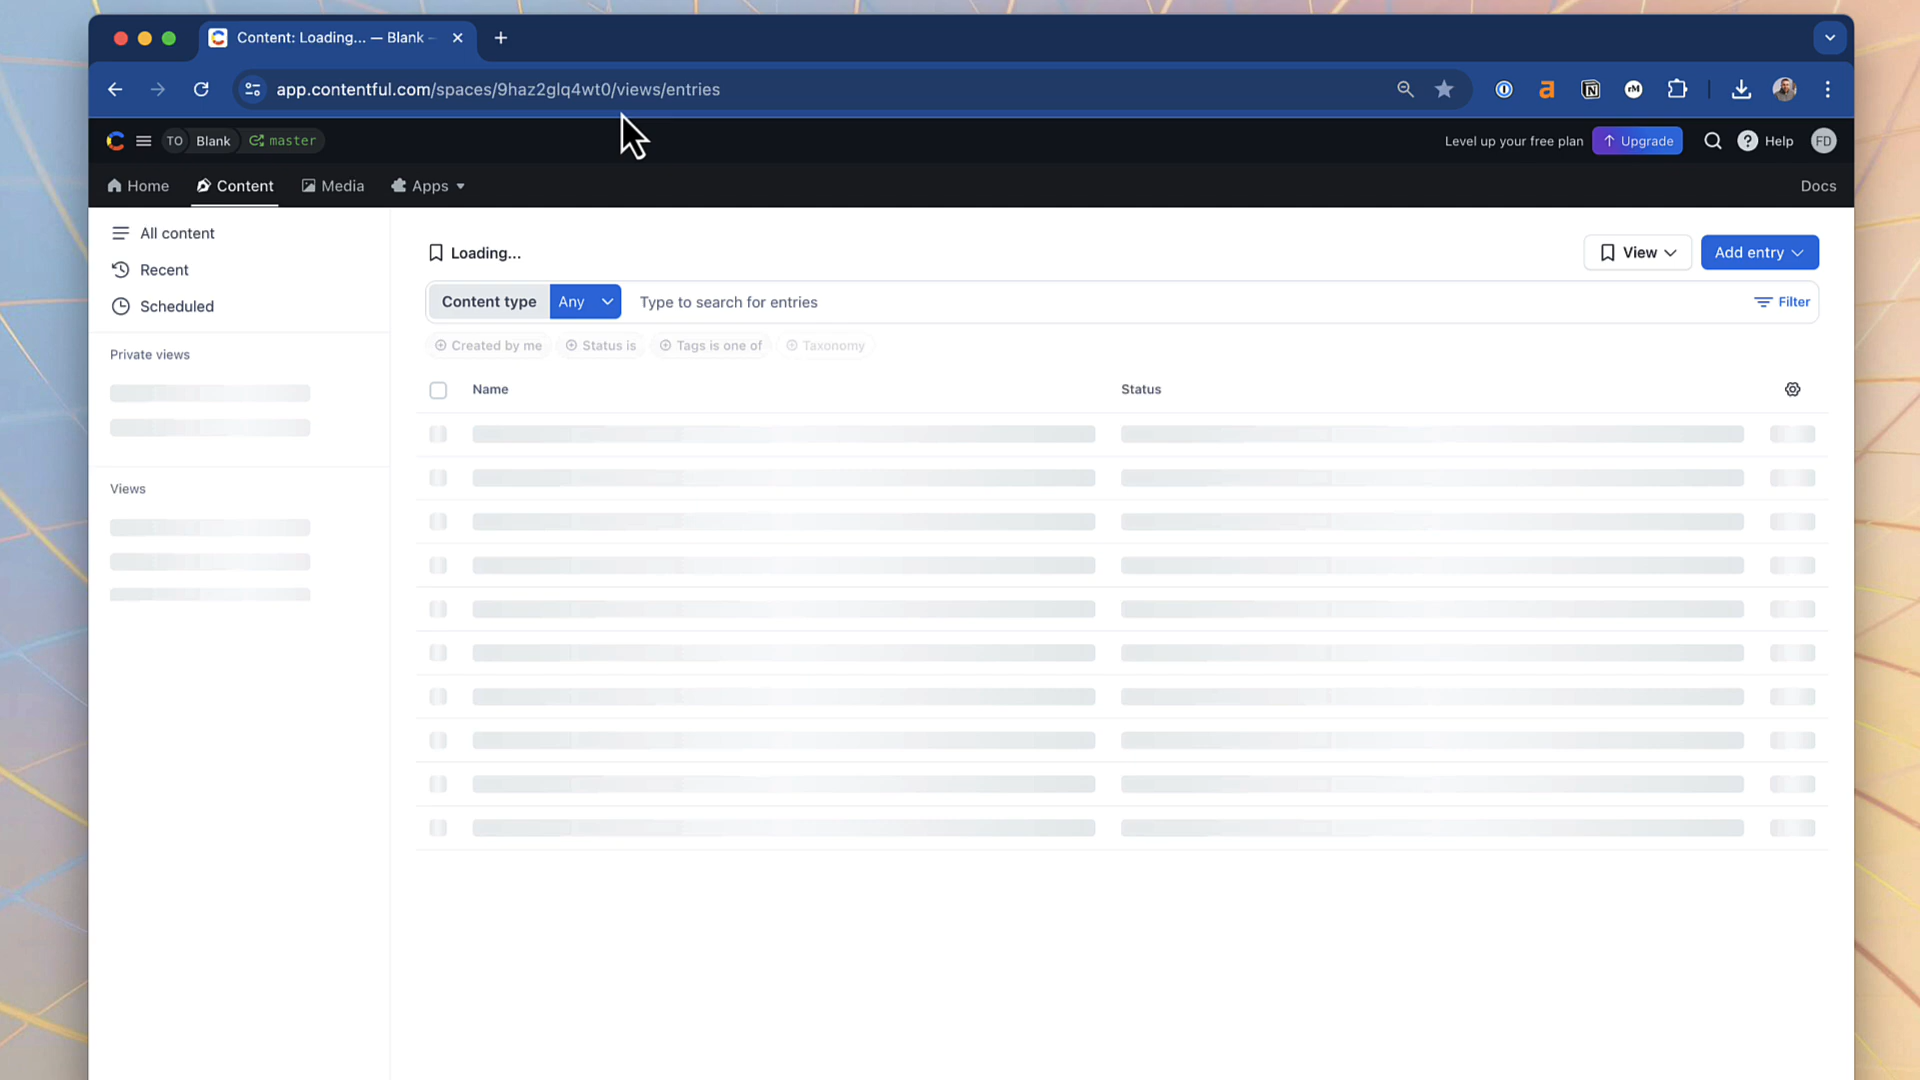 Content: Loading... — Blank -
app.contentful.com/spaces/9haz2glq4wt0/views/entries
a
rM
TO
Blank
master
Level up your free plan
Upgrade
Help
FD
Home
Content
Media
Apps
Docs
All content
Recent
Scheduled
Private views
Views
Loading...
View
Add entry
Content type
Any
Type to search for entries
Filter
Created by me
Status is
Tags is one of
Taxonomy
Name
Status